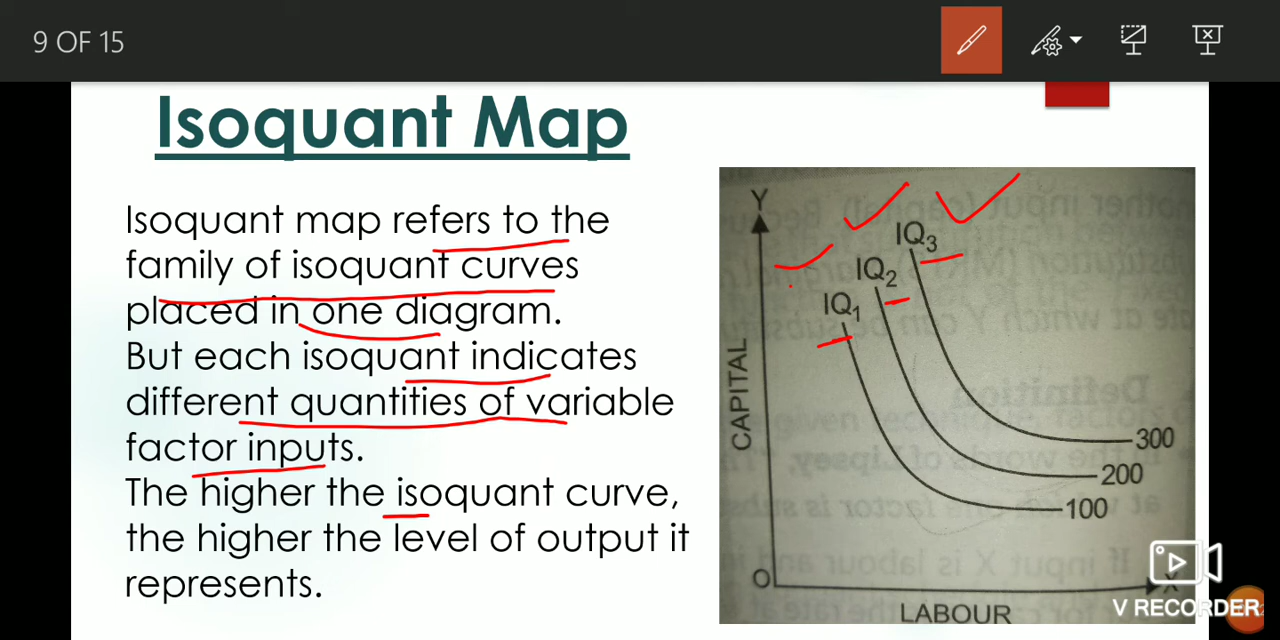 9 OF 15
Isoquant Map
Isoquant map refers to the
family of isoquant curves
placed in one diagram.
But each isoquant indicates
different quantities of variable
factor inputs.
The higher the isoquant curve,
the higher the level of output it
represents.
Y
IQ3
IQ2
IQ1
CAPITAL
300
200
100
O
X
LABOUR
V RECORDER